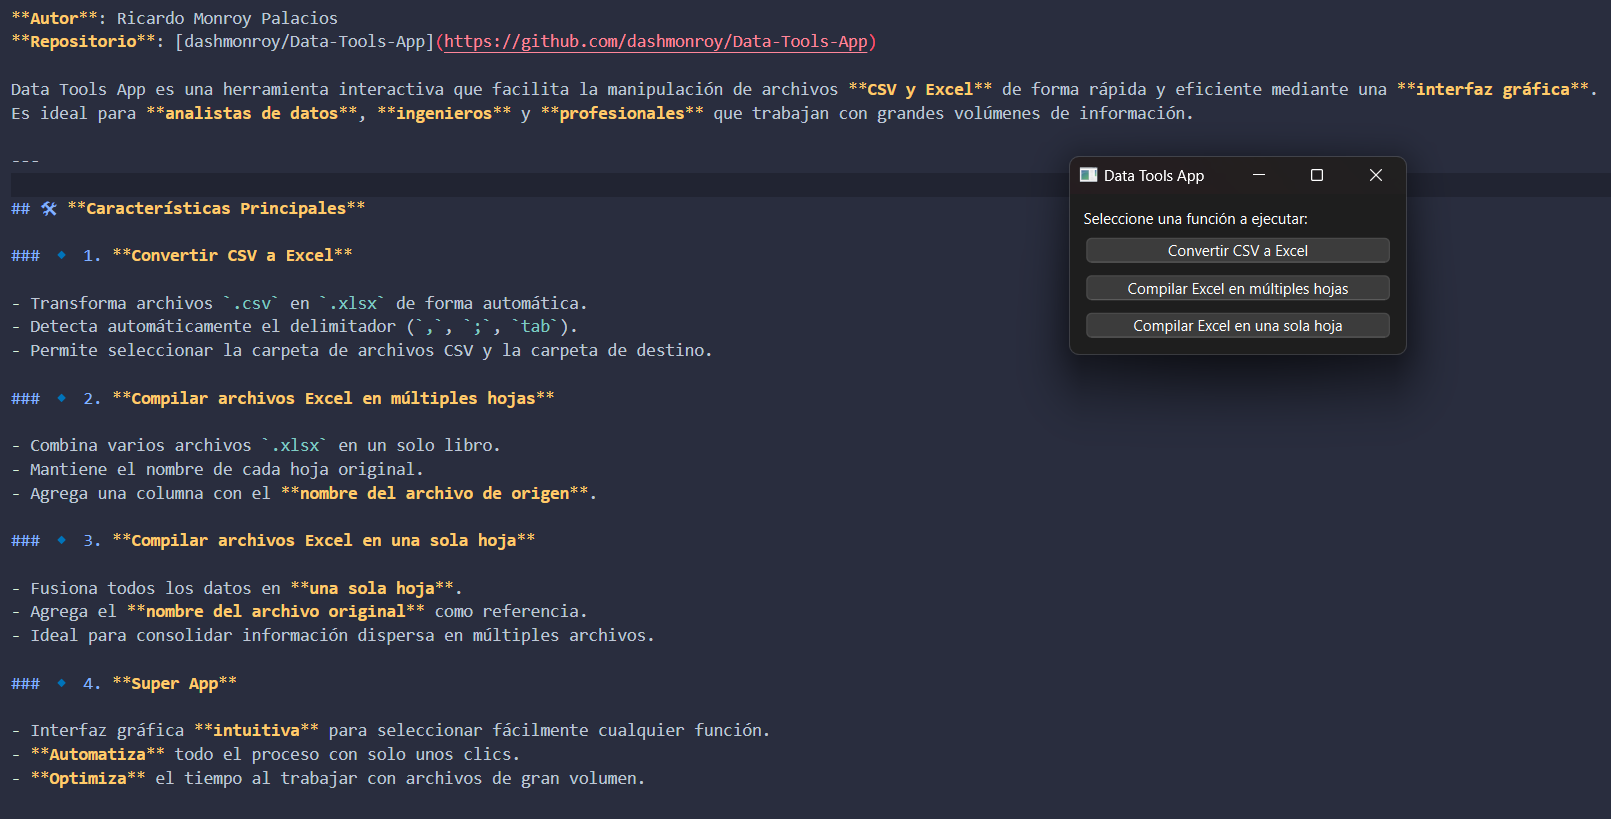 **Autor**: Ricardo Monroy Palacios
**Repositorio**: [dashmonroy/Data-Tools-App](https://github.com/dashmonroy/Data-Tools-App)
Data Tools App es una herramienta interactiva que facilita la manipulación de archivos **CSV y Excel** de forma rápida y eficiente mediante una **interfaz gráfica**.
Es ideal para **analistas de datos**, **ingenieros** y **profesionales** que trabajan con grandes volúmenes de información.
---
## 🛠 **Características Principales**
### 🔹 1. **Convertir CSV a Excel**
- Transforma archivos `.csv` en `.xlsx` de forma automática.
- Detecta automáticamente el delimitador (`,`, `;`, `tab`).
- Permite seleccionar la carpeta de archivos CSV y la carpeta de destino.
### 🔹 2. **Compilar archivos Excel en múltiples hojas**
- Combina varios archivos `.xlsx` en un solo libro.
- Mantiene el nombre de cada hoja original.
- Agrega una columna con el **nombre del archivo de origen**.
### 🔹 3. **Compilar archivos Excel en una sola hoja**
- Fusiona todos los datos en **una sola hoja**.
- Agrega el **nombre del archivo original** como referencia.
- Ideal para consolidar información dispersa en múltiples archivos.
### 🔹 4. **Super App**
- Interfaz gráfica **intuitiva** para seleccionar fácilmente cualquier función.
- **Automatiza** todo el proceso con solo unos clics.
- **Optimiza** el tiempo al trabajar con archivos de gran volumen.
Data Tools App
Seleccione una función a ejecutar:
Convertir CSV a Excel
Compilar Excel en múltiples hojas
Compilar Excel en una sola hoja